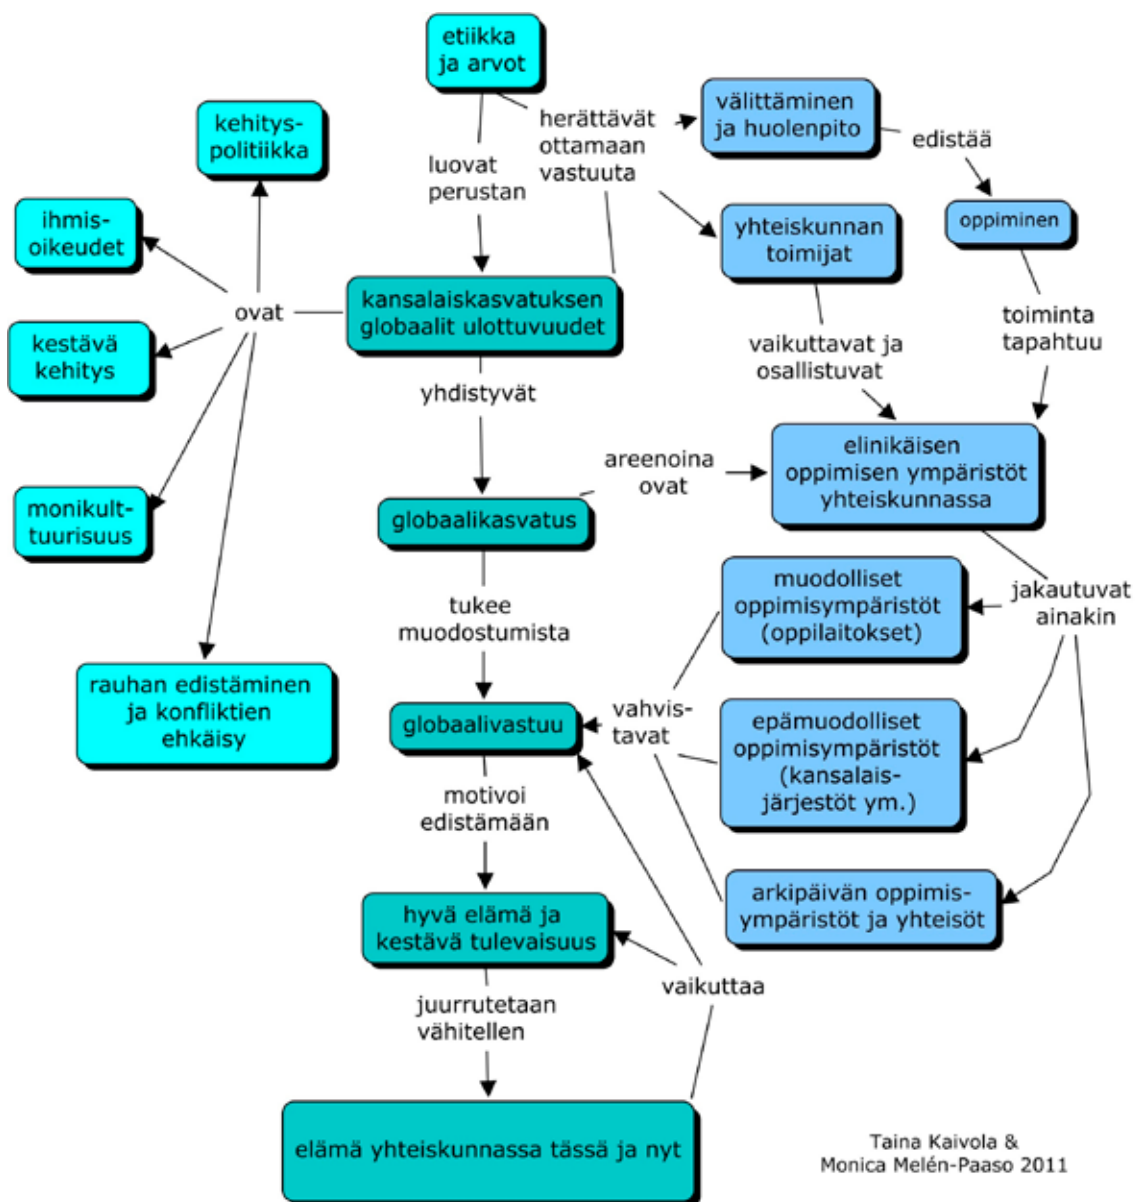 etiikka
ja arvot
välittäminen
ja huolenpito
kehitys-
politiikka
herättävät
ottamaan
vastuuta
edistää
luovat
perustan
ihmis-
oikeudet
yhteiskunnan
toimijat
oppiminen
ovat
kansalaiskasvatuksen
globaalit ulottuvuudet
toiminta
tapahtuu
kestävä
kehitys
vaikuttavat ja
osallistuvat
yhdistyvät
elinikäisen
oppimisen ympäristöt
yhteiskunnassa
areenoina
ovat
monikult-
tuurisuus
globaalikasvatus
muodolliset
oppimisympäristöt
(oppilaitokset)
jakautuvat
ainakin
tukee
muodostumista
rauhan edistäminen
ja konfliktien
ehkäisy
globaalivastuu
vahvis-
tavat
epämuodolliset
oppimisympäristöt
(kansalais-
järjestöt ym.)
motivoi
edistämään
arkipäivän oppimis-
ympäristöt ja yhteisöt
hyvä elämä ja
kestävä tulevaisuus
vaikuttaa
juurrutetaan
vähitellen
elämä yhteiskunnassa tässä ja nyt
Taina Kaivola &
Monica Melén-Paaso 2011